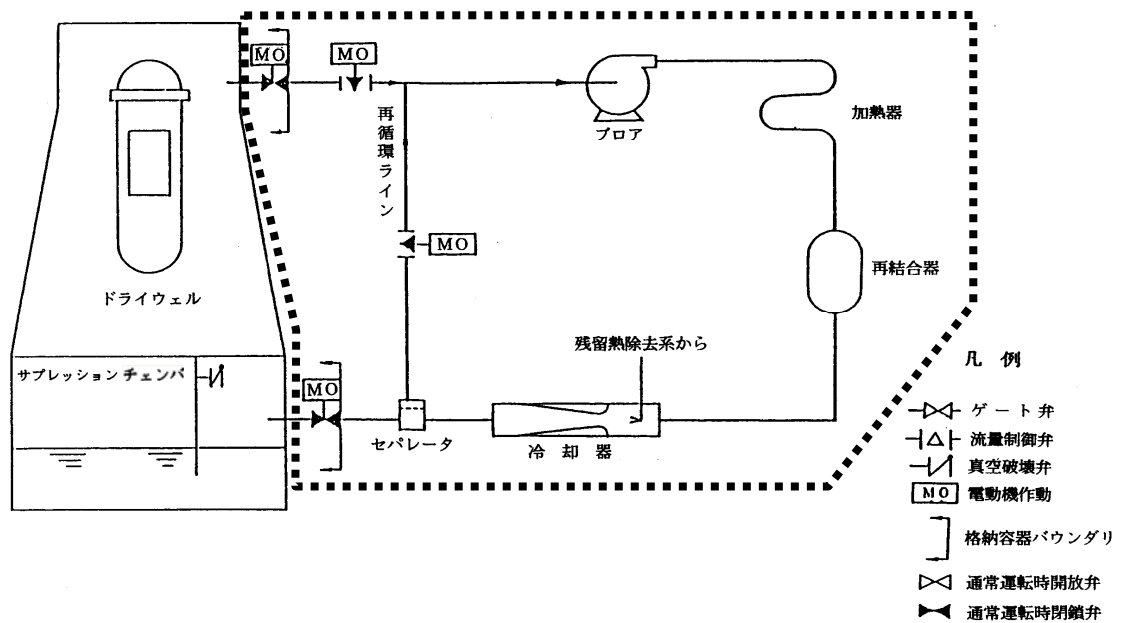 MO
MO
再循環ライン
ブロア
加熱器
MO
再結合器
ドライウェル
残留熱除去系から
サプレッションチェンバ
MO
セパレータ
冷却器
凡例
ゲート弁
流量制御弁
真空破壊弁
MO 電動機作動
格納容器バウンダリ
通常運転時開放弁
通常運転時閉鎖弁